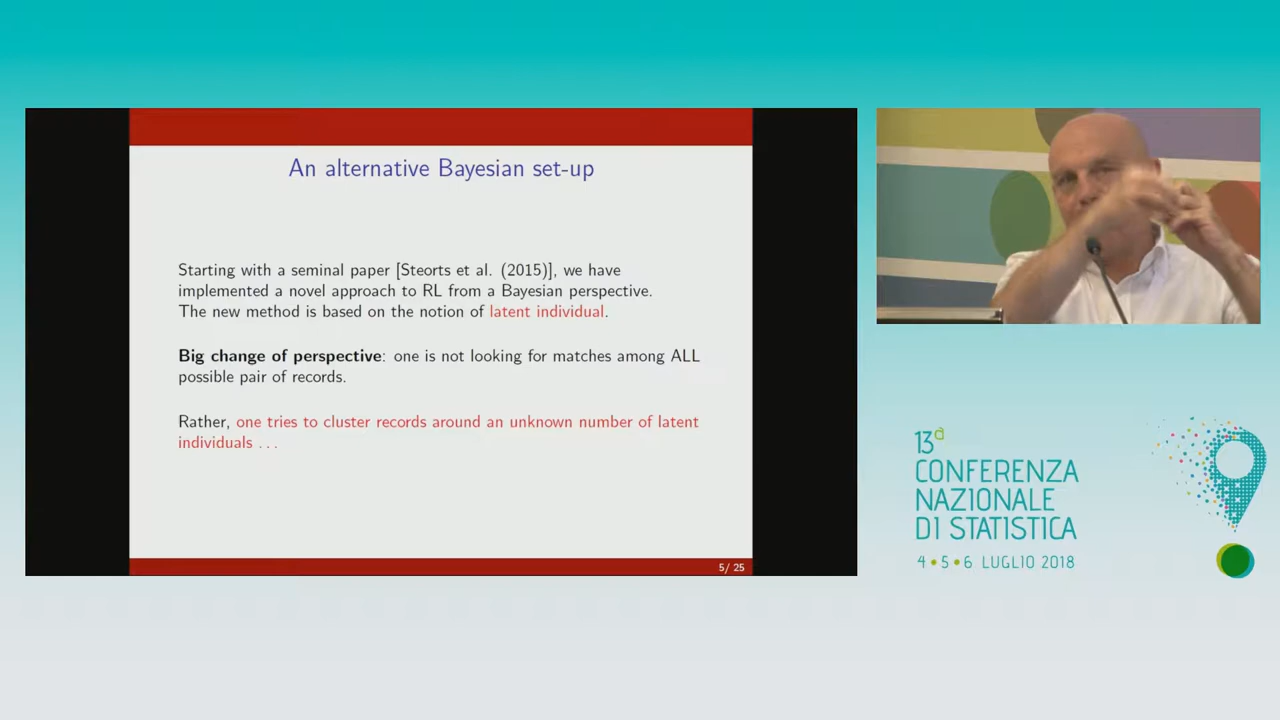 An alternative Bayesian set-up
Starting with a seminal paper [Steorts et al. (2015)], we have
implemented a novel approach to RL from a Bayesian perspective.
The new method is based on the notion of latent individual.
Big change of perspective: one is not looking for matches among ALL
possible pair of records.
Rather, one tries to cluster records around an unknown number of latent
individuals . . .
5/ 25
13a
CONFERENZA
NAZIONALE
DI STATISTICA
4 • 5 • 6 LUGLIO 2018